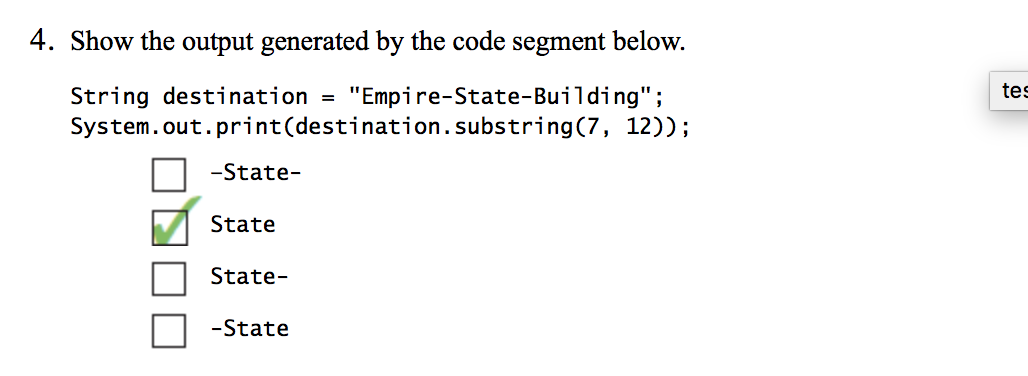 4. Show the output generated by the code segment below.
String destination = "Empire-State-Building";
tes
System.out.print(destination.substring(7, 12));
-State-
State
State-
-State